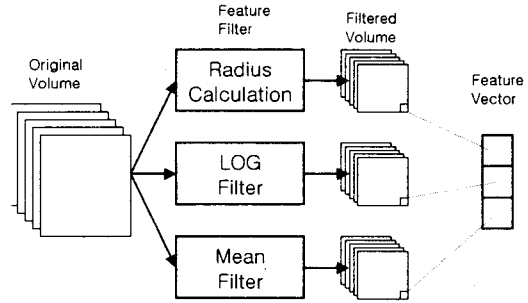 Feature
Filter
Filtered
Volume
Original
Volume
Radius
Calculation
Feature
Vector
LOG
Filter
Mean
Filter